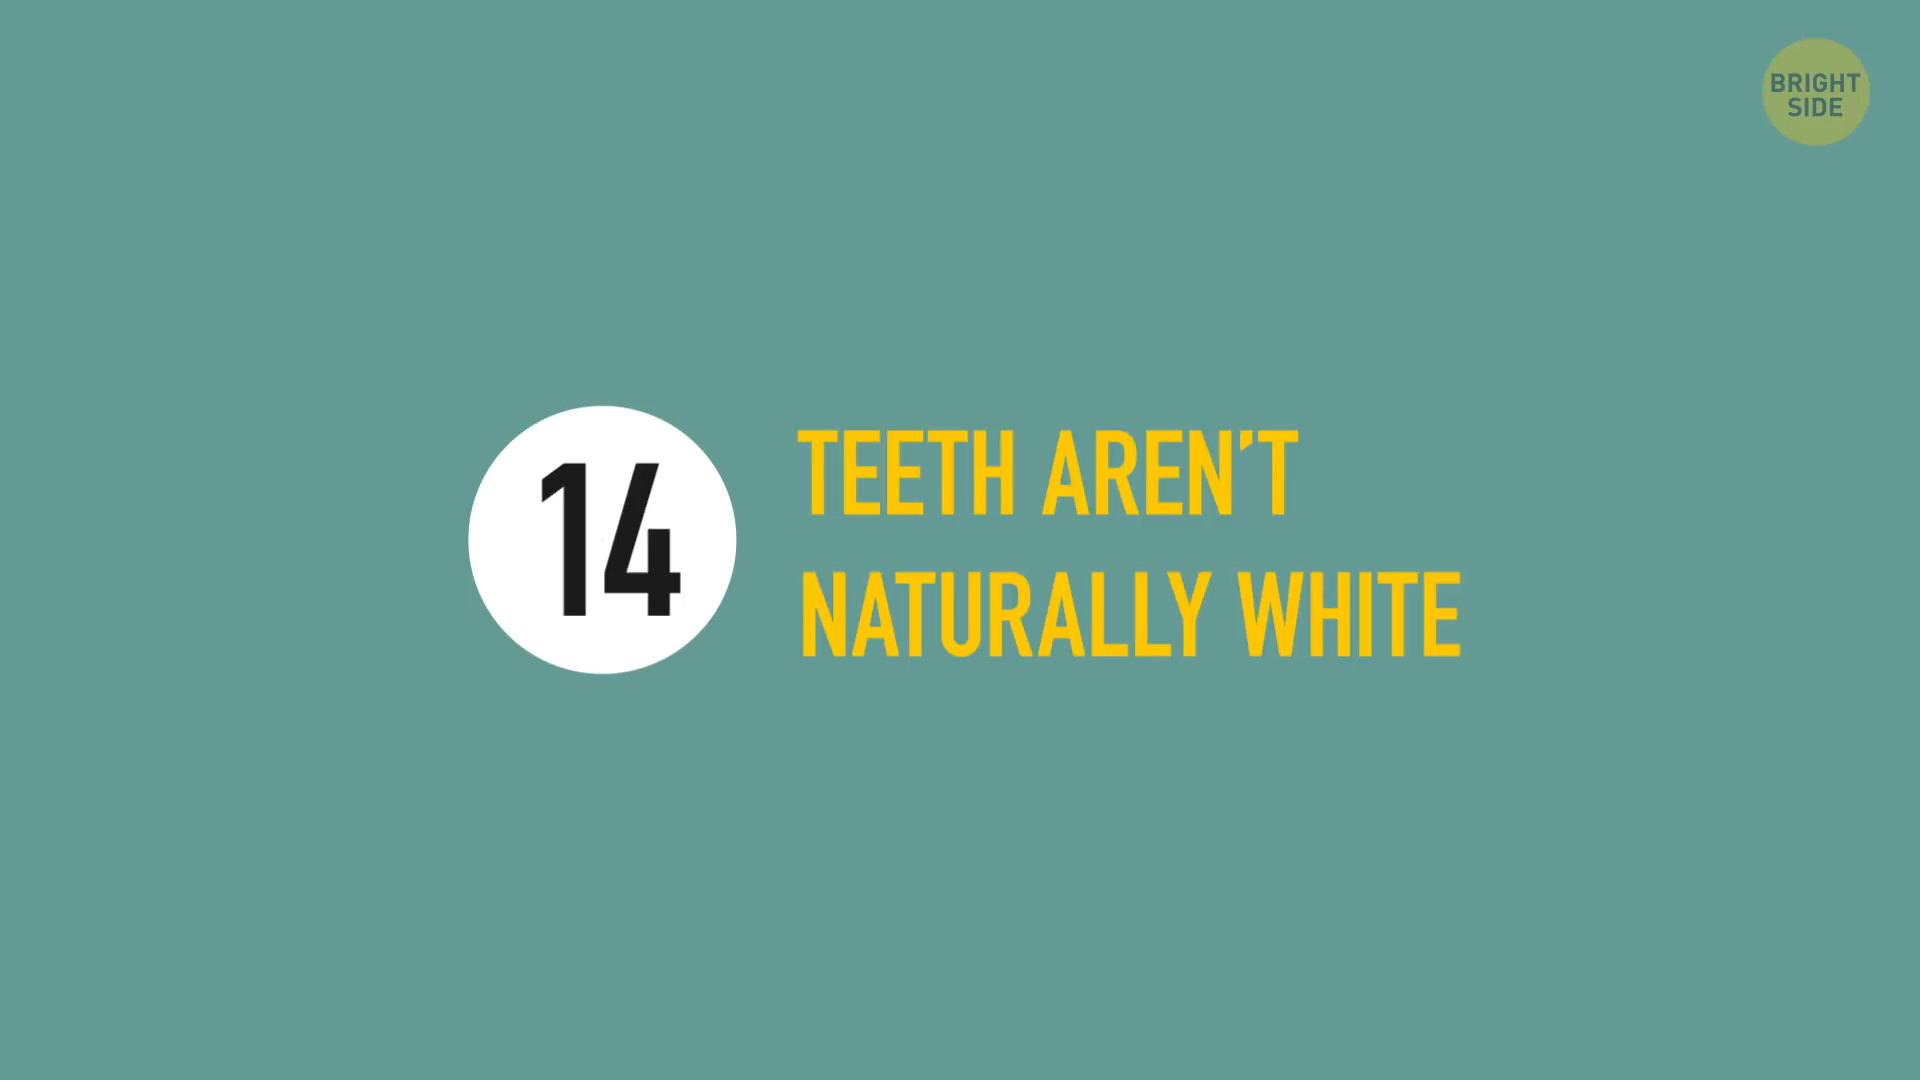 BRIGHT
SIDE
14
TEETH AREN'T
NATURALLY WHITE